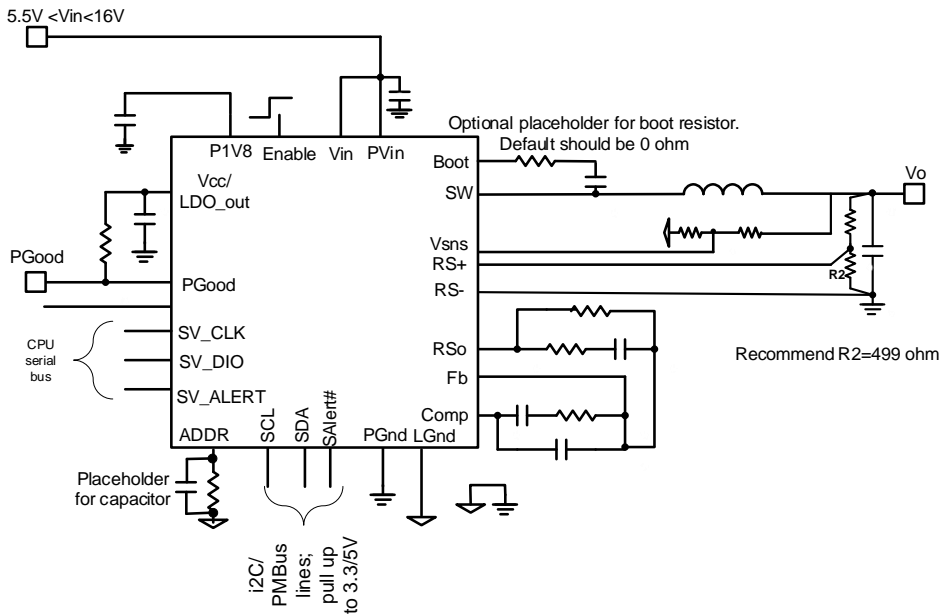 5.5V <Vin<16V
Optional placeholder for boot resistor.
Default should be 0 ohm
P1V8
Enable
Vin
PVin
Boot
Vcc/
LDO_out
SW
Vo
Vsns
PGood
RS+
R2
PGood
RS-
CPU
serial
bus
SV_CLK
SV_DIO
SV_ALERT
RSo
Recommend R2=499 ohm
Fb
Comp
ADDR
SCL
SDA
SAlert#
PGnd
LGnd
Placeholder
for capacitor
i2C/
PMBus
lines;
pull up
to 3.3/5V